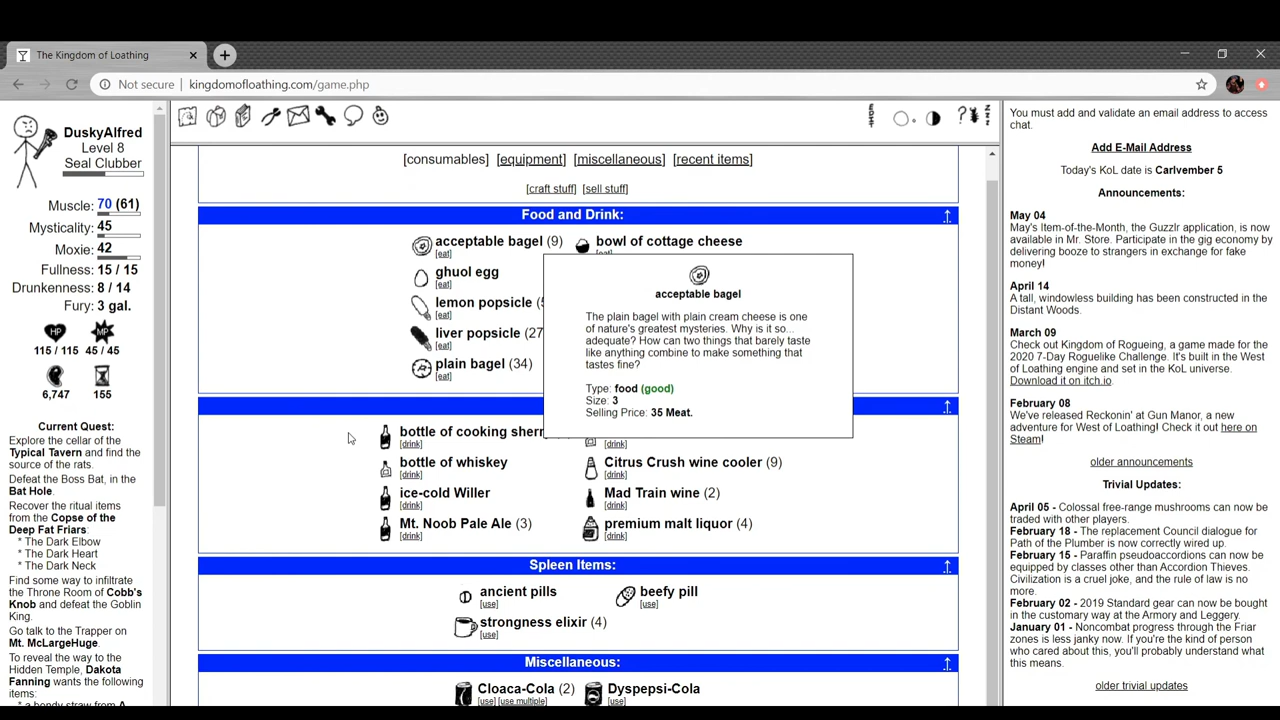 The Kingdom of Loathing
Not secure
kingdomofloathing.com/game.php
DuskyAlfred
Level 8
Seal Clubber
Muscle: 70 (61)
Mysticality: 45
Moxie: 42
Fullness: 15 / 15
Drunkenness: 8 / 14
Fury: 3 gal.
HP
MP
115 / 115
45 / 45
6,747
155
Current Quest:
Explore the cellar of the
Typical Tavern and find the
source of the rats.
Defeat the Boss Bat, in the
Bat Hole.
Recover the ritual items
from the Copse of the
Deep Fat Friars:
* The Dark Elbow
* The Dark Heart
* The Dark Neck
Find some way to infiltrate
the Throne Room of Cobb's
Knob and defeat the Goblin
King.
Go talk to the Trapper on
Mt. McLargeHuge.
To reveal the way to the
Hidden Temple, Dakota
Fanning wants the following
items:
[consumables] [equipment] [miscellaneous] [recent items]
[craft stuff] [sell stuff]
Food and Drink:
acceptable bagel (9)
[eat]
bowl of cottage cheese
ghuol egg
[eat]
lemon popsicle
[eat]
liver popsicle (27
[eat]
plain bagel (34)
[eat]
acceptable bagel
The plain bagel with plain cream cheese is one
of nature's greatest mysteries. Why is it so...
adequate? How can two things that barely taste
like anything combine to make something that
tastes fine?
Type: food (good)
Size: 3
Selling Price: 35 Meat.
bottle of cooking sherr
[drink]
[drink]
bottle of whiskey
[drink]
Citrus Crush wine cooler (9)
[drink]
ice-cold Willer
[drink]
Mad Train wine (2)
[drink]
Mt. Noob Pale Ale (3)
[drink]
premium malt liquor (4)
[drink]
Spleen Items:
ancient pills
[use]
beefy pill
[use]
strongness elixir (4)
[use]
Miscellaneous:
Cloaca-Cola (2)
[use] [use multiple]
Dyspepsi-Cola
[use]
You must add and validate an email address to access
chat.
Add E-Mail Address
Today's KoL date is Carlvember 5
Announcements:
May 04
May's Item-of-the-Month, the Guzzlr application, is now
available in Mr. Store. Participate in the gig economy by
delivering booze to strangers in exchange for fake
money!
April 14
A tall, windowless building has been constructed in the
Distant Woods.
March 09
Check out Kingdom of Rogueing, a game made for the
2020 7-Day Roguelike Challenge. It's built in the West
of Loathing engine and set in the KoL universe.
Download it on itch.io.
February 08
We've released Reckonin' at Gun Manor, a new
adventure for West of Loathing! Check it out here on
Steam!
older announcements
Trivial Updates:
April 05 - Colossal free-range mushrooms can now be
traded with other players.
February 18 - The replacement Council dialogue for
Path of the Plumber is now correctly wired up.
February 15 - Paraffin pseudoaccordions can now be
equipped by classes other than Accordion Thieves.
Civilization is a cruel joke, and the rule of law is no
more.
February 02 - 2019 Standard gear can now be bought
in the customary way at the Armory and Leggery.
January 01 - Noncombat progress through the Friar
zones is less janky now. If you're the kind of person
who cared about this, you'll probably understand what
this means.
older trivial updates